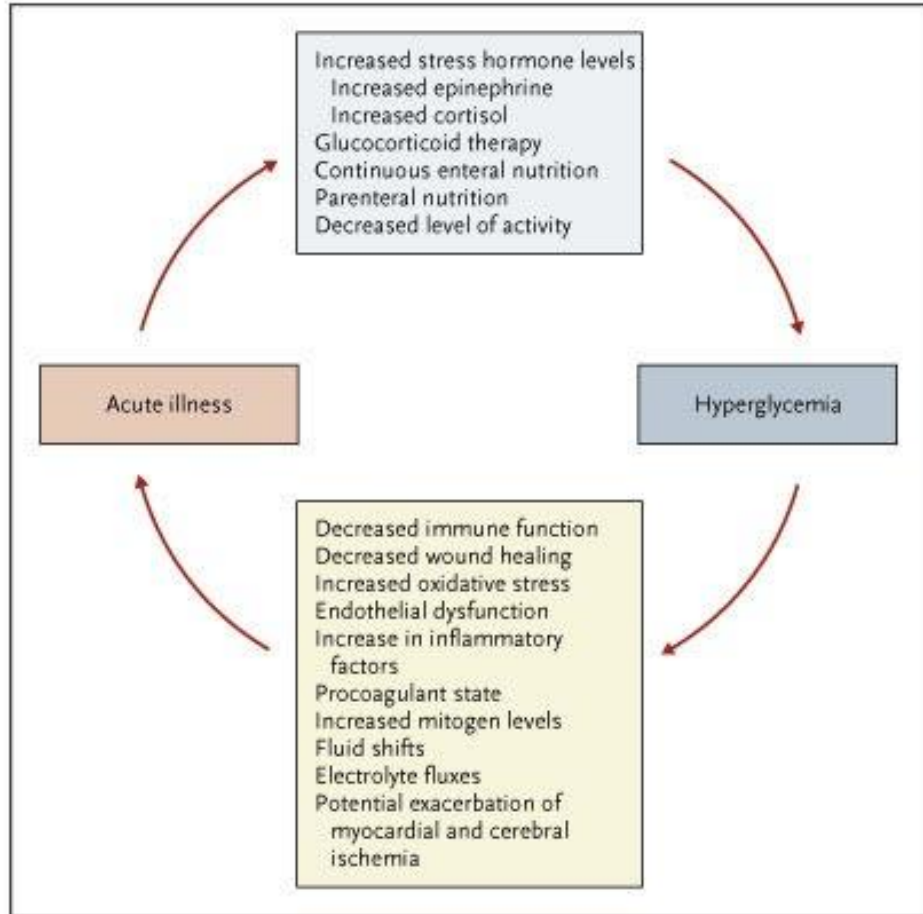 Increased stress hormone levels
Increased epinephrine
Increased cortisol
Glucocorticoid therapy
Continuous enteral nutrition
Parenteral nutrition
Decreased level of activity
Acute illness
Hyperglycemia
Decreased immune function
Decreased wound healing
Increased oxidative stress
Endothelial dysfunction
Increase in inflammatory
factors
Procoagulant state
Increased mitogen levels
Fluid shifts
Electrolyte fluxes
Potential exacerbation of
myocardial and cerebral
ischemia